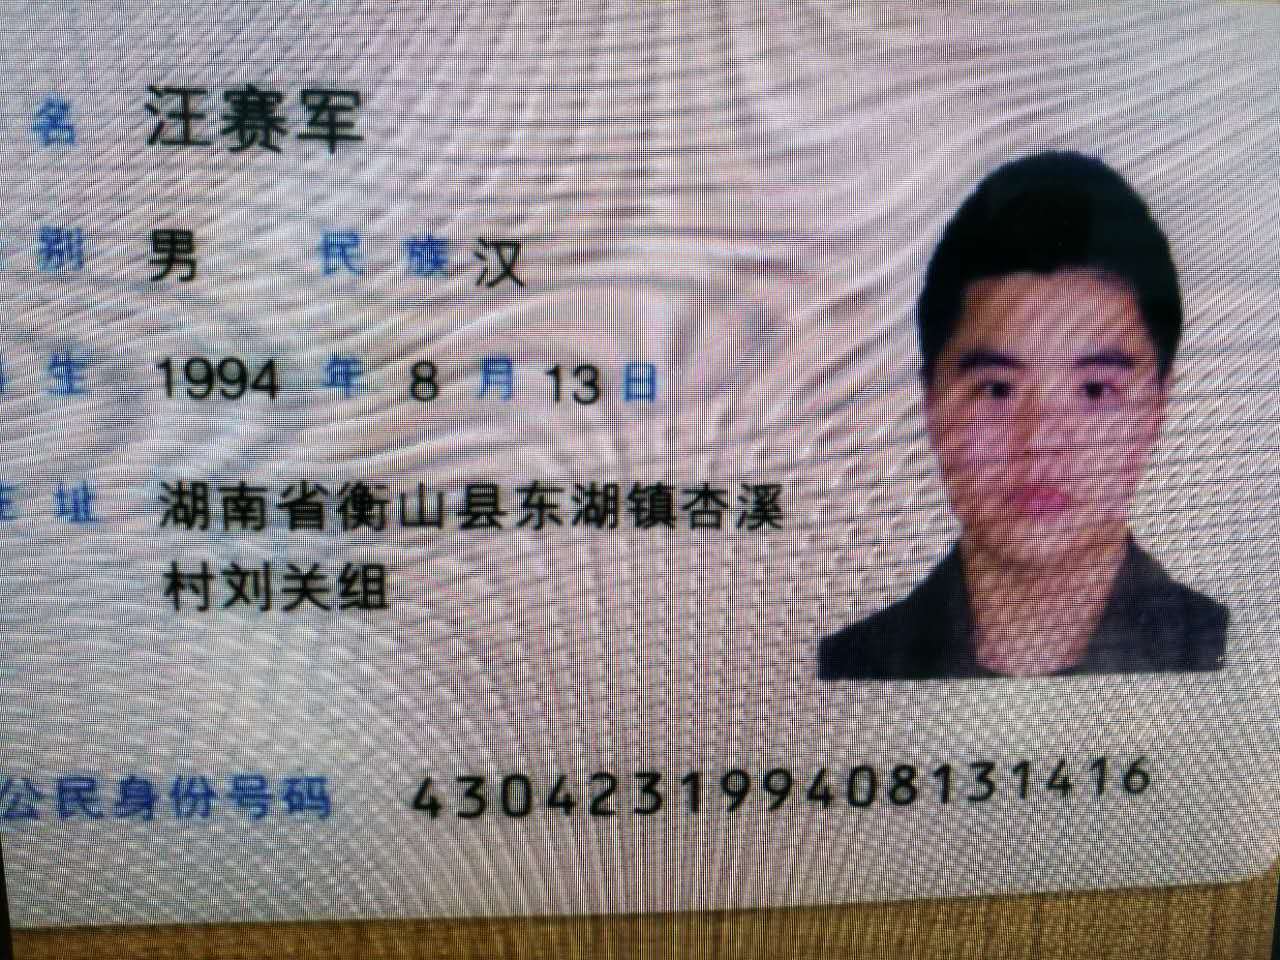 名 汪赛军
别 男 民族 汉
生 1994 年 8 月 13 日
址 湖南省衡山县东湖镇杏溪
村刘关组
公民身份号码 430423199408131416